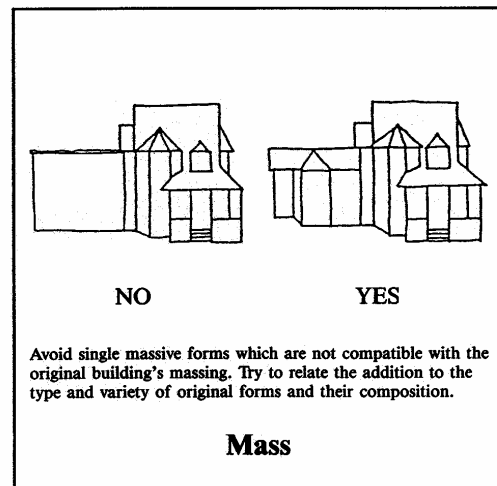 NO YES
Avoid single massive forms which are not compatible with the
original building's massing. Try to relate the addition to the
type and variety of original forms and their composition.
Mass